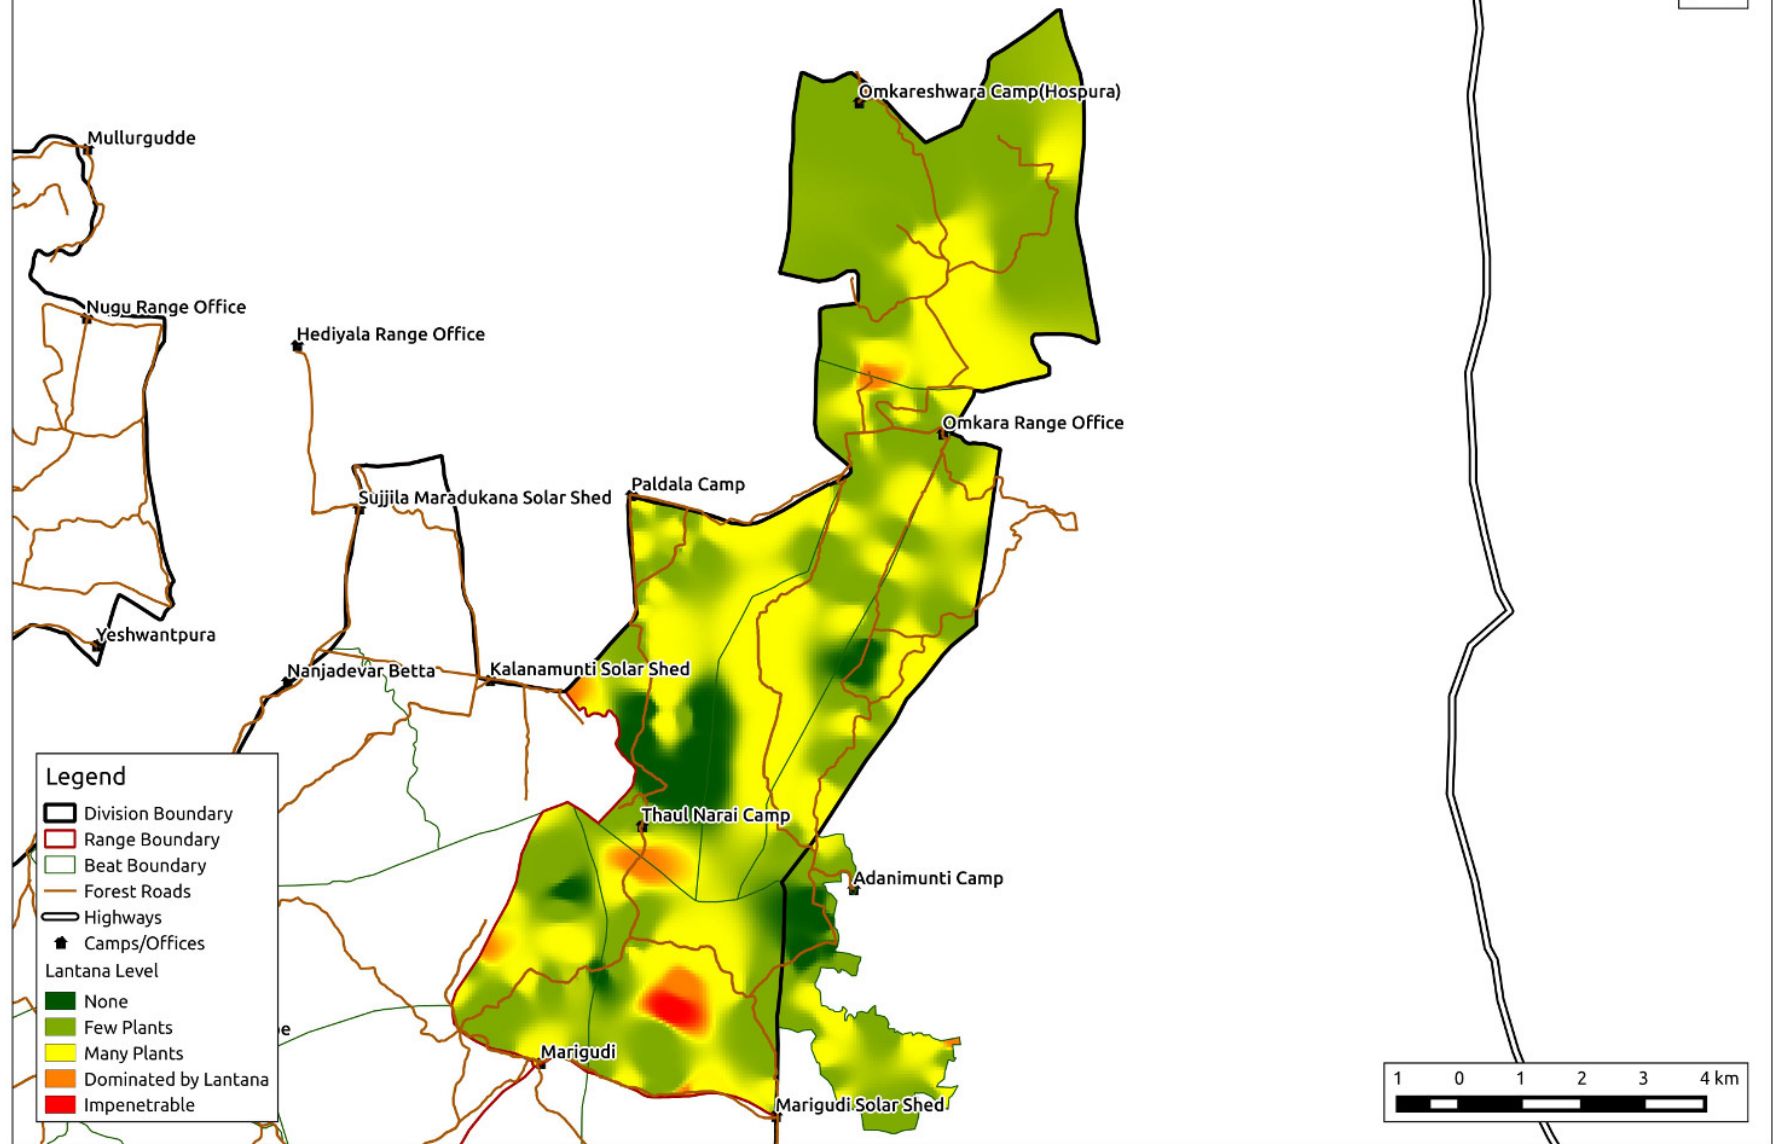 Omkareshwara Camp(Hospura)
Mullurgudde
Nugu Range Office
Hediyala Range Office
Omkara Range Office
Paldala Camp
Sujjila Maradukana Solar Shed
Yeshwantpura
Nanjadevar Betta
Kalanamunti Solar Shed
Thaul Narai Camp
Adanimunti Camp
Marigudi
Marigudi Solar Shed
Legend
Division Boundary
Range Boundary
Beat Boundary
Forest Roads
Highways
Camps/Offices
Lantana Level
None
Few Plants
Many Plants
Dominated by Lantana
Impenetrable
1 0 1 2 3 4 km